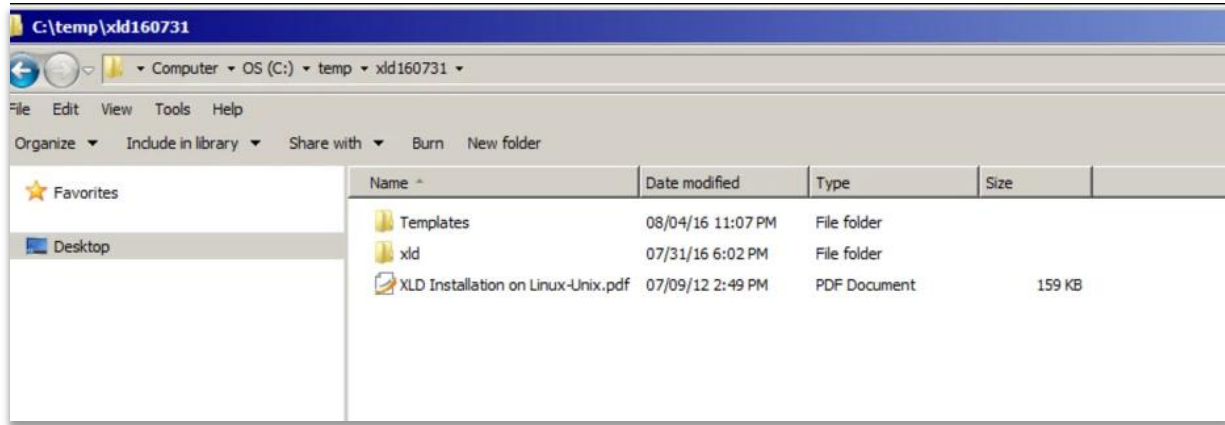 C:\temp\xld160731
Computer OS (C:) temp xld160731
File Edit View Tools Help
Organize Include in library Share with Burn New folder
Favorites
Desktop
Name Date modified Type Size
Templates 08/04/16 11:07 PM File folder
xld 07/31/16 6:02 PM File folder
XLD Installation on Linux-Unix.pdf 07/09/12 2:49 PM PDF Document 159 KB